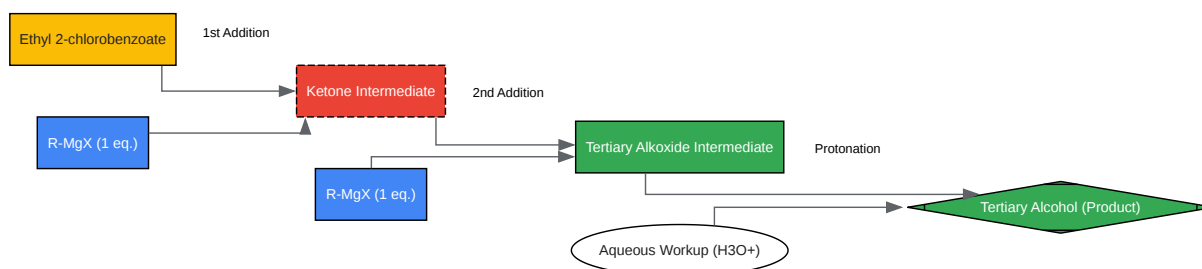 Ethyl 2-chlorobenzoate
1st Addition
R-MgX (1 eq.)
Ketone Intermediate
2nd Addition
R-MgX (1 eq.)
Tertiary Alkoxide Intermediate
Protonation
Aqueous Workup (H3O+)
Tertiary Alcohol (Product)